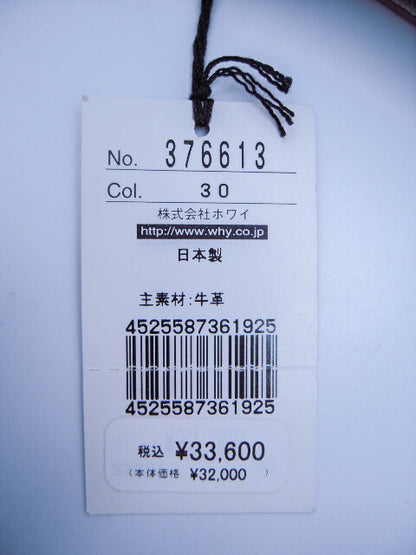 No. 376613
Col. 30
株式会社ホワイ
http://www.why.co.jp
日本製
主素材:牛革
4525587361925
4525587361925
税込 ¥33,600
(本体価格 ¥32,000 )